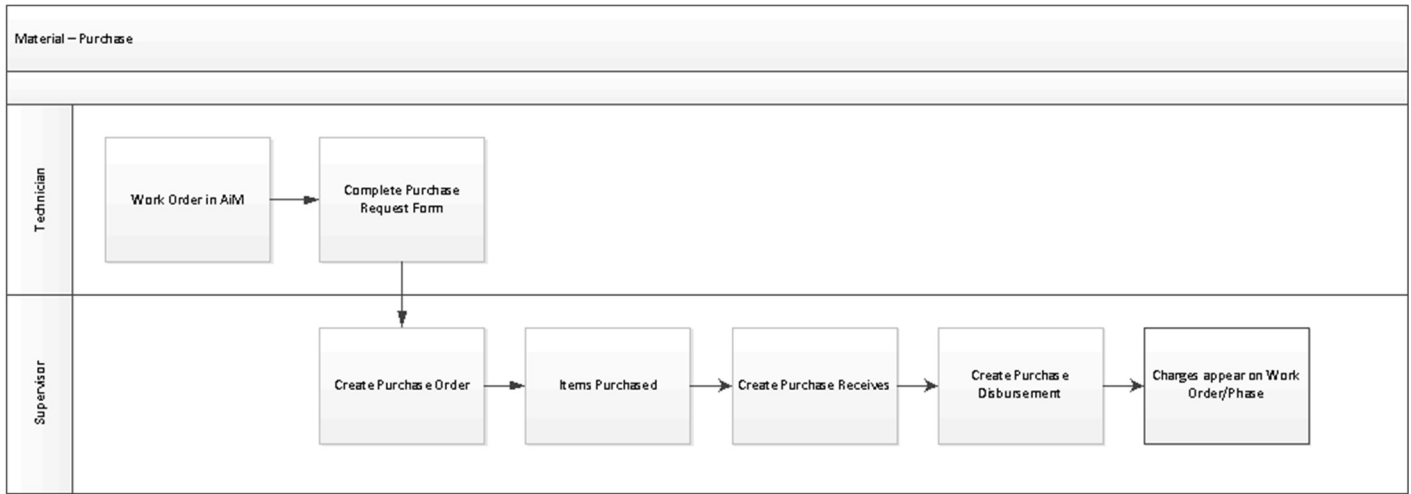 Material – Purchase
Technician
Work Order in AiM
Complete Purchase
Request Form
Supervisor
Create Purchase Order
Items Purchased
Create Purchase Receives
Create Purchase
Disbursement
Charges appear on Work
Order/Phase